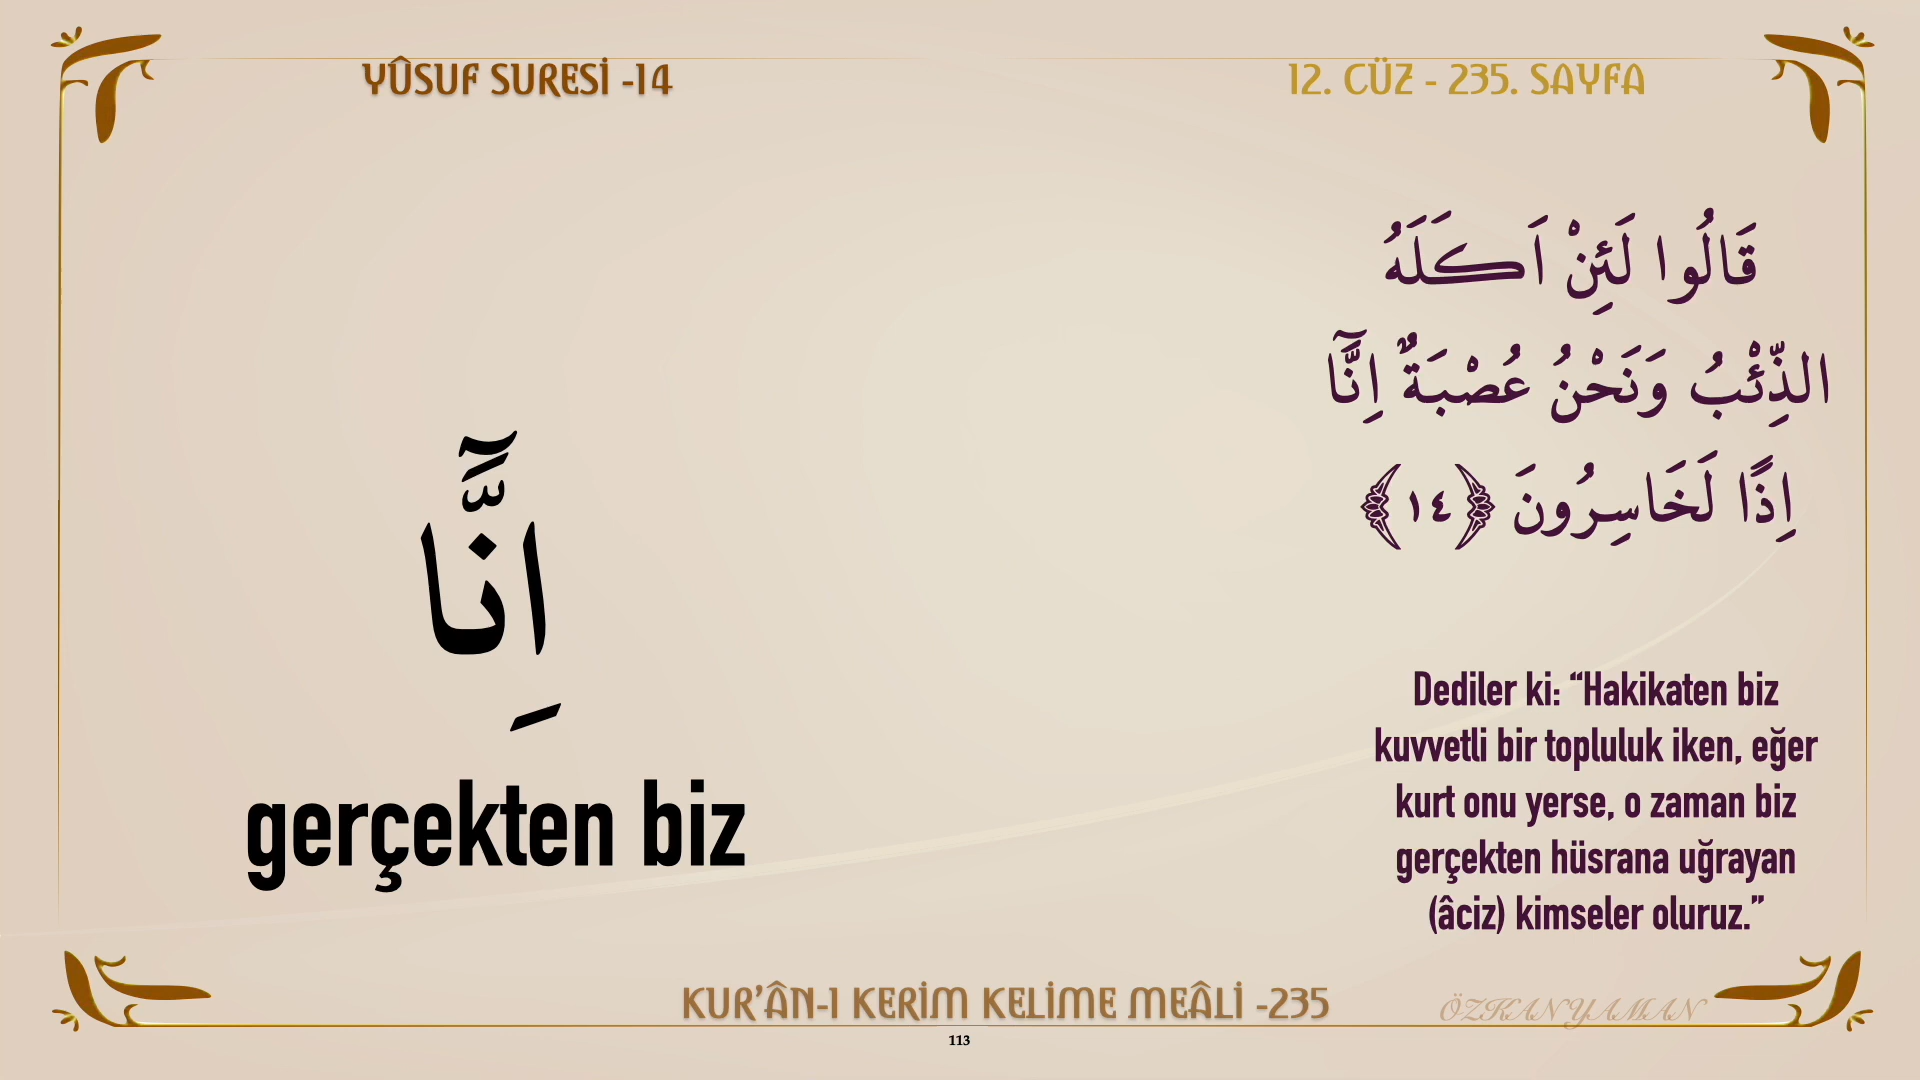 YÛSUF SURESİ -14
12. CÜZ - 235. SAYFA
قَالُوا لَئِنْ اَكَلَهُ
الذِّئْبُ وَنَحْنُ عُصْبَةٌ اِنَّٓا
اِذًا لَخَاسِرُونَ ﴿١٤﴾
اِنَّٓا
gerçekten biz
Dediler ki: “Hakikaten biz
kuvvetli bir topluluk iken, eğer
kurt onu yerse, o zaman biz
gerçekten hüsrana uğrayan
(âciz) kimseler oluruz.”
KUR’ÂN-I KERİM KELİME MEÂLİ -235
ÖZKAN YAMAN
113